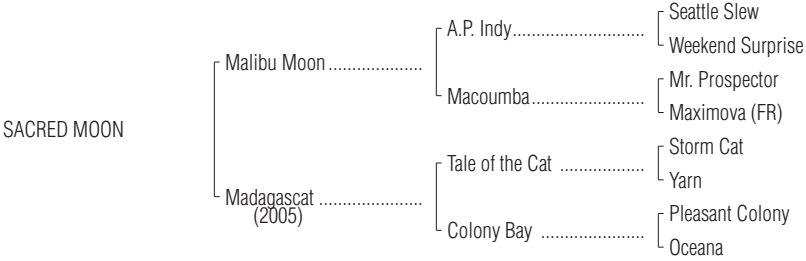 Seattle Slew
A.P. Indy...........................
Weekend Surprise
Malibu Moon ....................
Mr. Prospector
Macoumba........................
Maximova (FR)
SACRED MOON
Storm Cat
Tale of the Cat ..................
Yarn
Madagascat ......................
(2005)
Pleasant Colony
Colony Bay ......................
Oceana